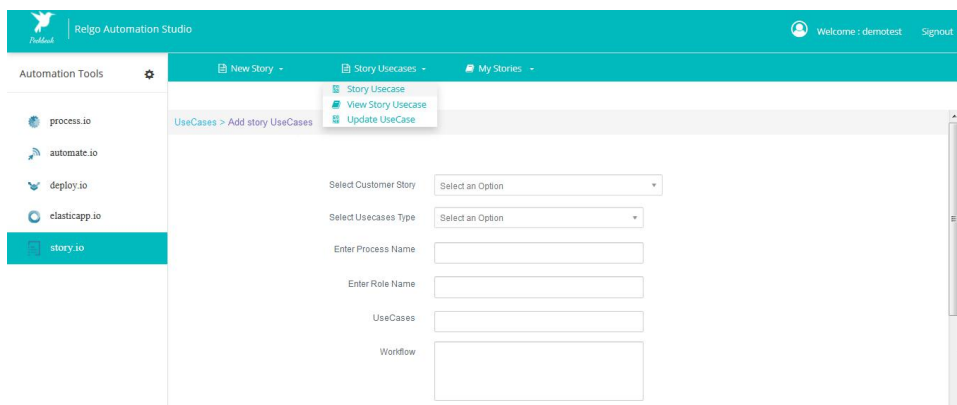 Relgo Automation Studio
Welcome : demotest
Signout
Automation Tools
New Story
Story Usecases
My Stories
Story Usecase
View Story Usecase
Update UseCase
process.io
automate.io
deploy.io
elasticapp.io
story.io
UseCases > Add story UseCases
Select Customer Story
Select an Option
Select Usecases Type
Select an Option
Enter Process Name
Enter Role Name
UseCases
Workflow